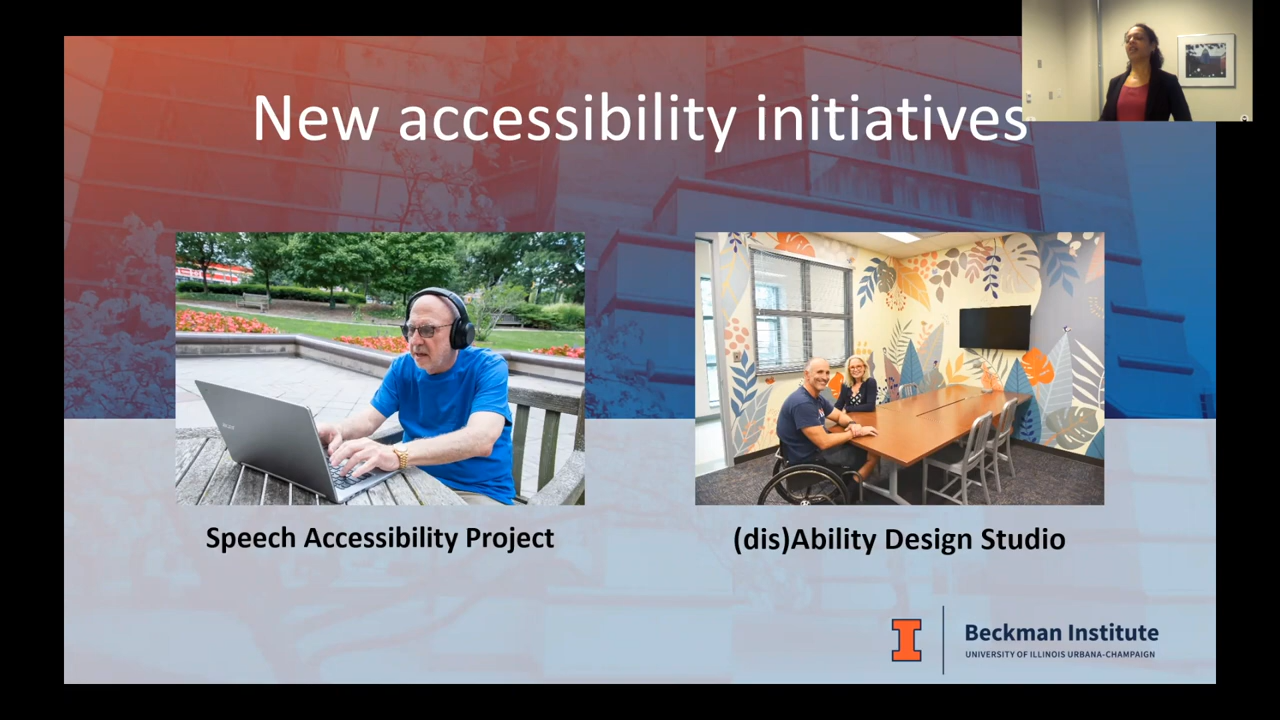 New accessibility initiatives
Speech Accessibility Project
(dis)Ability Design Studio
Beckman Institute
UNIVERSITY OF ILLINOIS URBANA-CHAMPAIGN